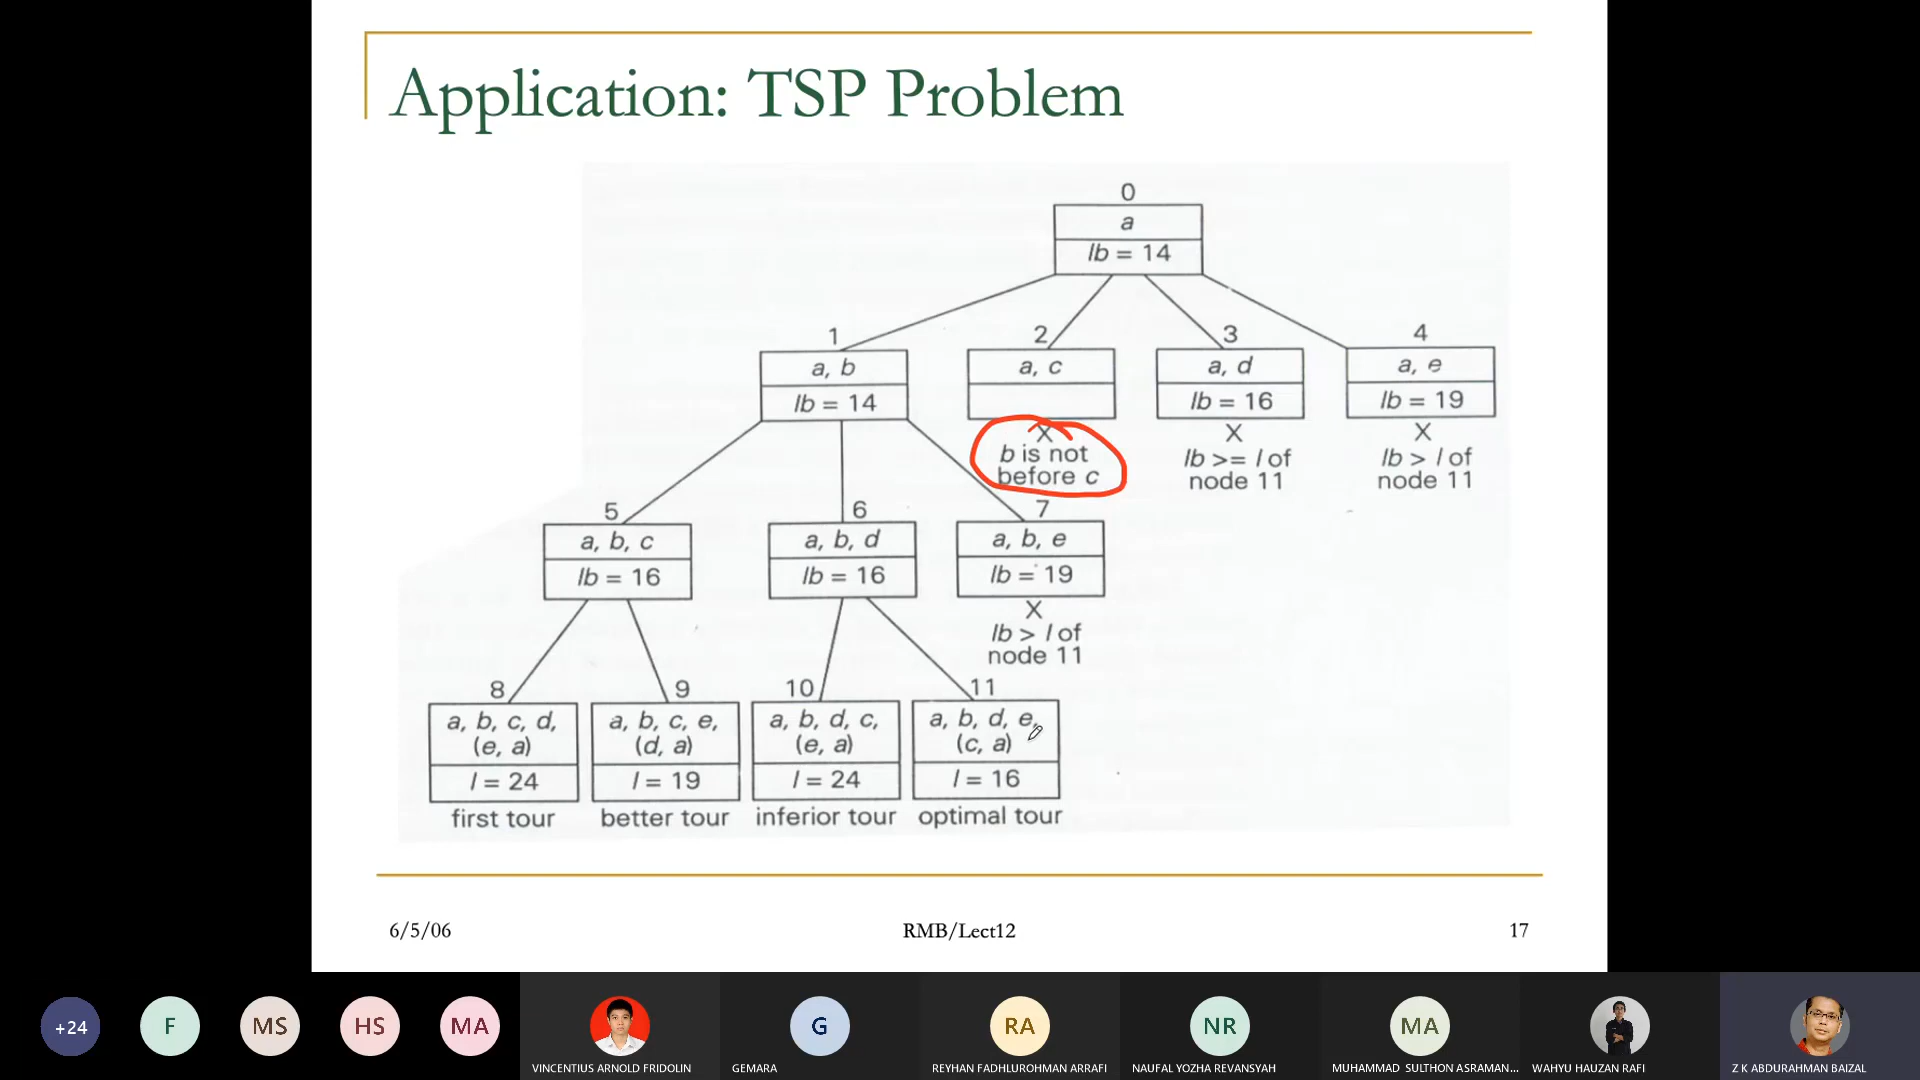 Application: TSP Problem
0
a
lb = 14
1
a, b
lb = 14
2
a, c
X
b is not
before c
3
a, d
lb = 16
X
lb >= l of
node 11
4
a, e
lb = 19
X
lb > l of
node 11
5
a, b, c
lb = 16
6
a, b, d
lb = 16
7
a, b, e
lb = 19
X
lb > l of
node 11
8
a, b, c, d,
(e, a)
l = 24
first tour
9
a, b, c, e,
(d, a)
l = 19
better tour
10
a, b, d, c,
(e, a)
l = 24
inferior tour
11
a, b, d, e,
(c, a)
l = 16
optimal tour
6/5/06
RMB/Lect12
17
+24
F
MS
HS
MA
VINCENTIUS ARNOLD FRIDOLIN
G
GEMARA
RA
REYHAN FADHLUROHMAN ARRAFI
NR
NAUFAL YOZHA REVANSYAH
MA
MUHAMMAD SULTHON ASRAMAN...
WAHYU HAUZAN RAFI
Z K ABDURAHMAN BAIZAL